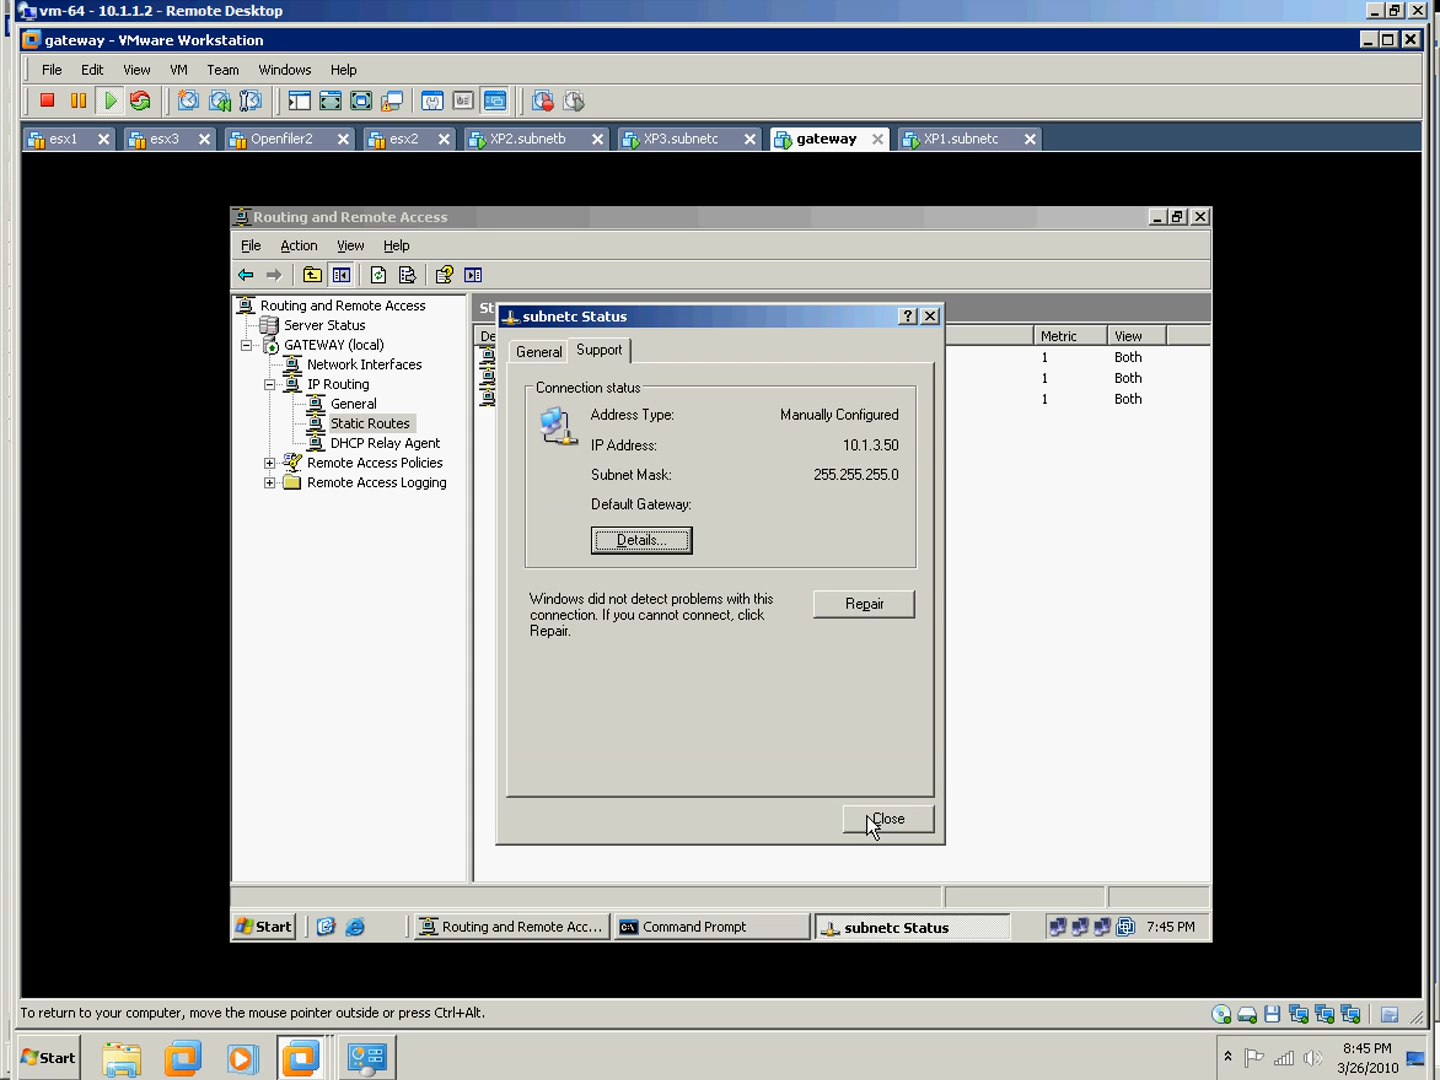 vm-64 - 10.1.1.2 - Remote Desktop
gateway - VMware Workstation
File Edit View VM Team Windows Help
esx1 esx3 Openfiler2 esx2 XP2.subnetb XP3.subnetc gateway XP1.subnetc
Routing and Remote Access
File Action View Help
Routing and Remote Access
Server Status
GATEWAY (local)
Network Interfaces
IP Routing
General
Static Routes
DHCP Relay Agent
Remote Access Policies
Remote Access Logging
St
De
Metric View
1 Both
1 Both
1 Both
subnetc Status
General Support
Connection status
Address Type: Manually Configured
IP Address: 10.1.3.50
Subnet Mask: 255.255.255.0
Default Gateway:
Details...
Windows did not detect problems with this
connection. If you cannot connect, click
Repair.
Repair
Close
Start Routing and Remote Acc... Command Prompt subnetc Status 7:45 PM
To return to your computer, move the mouse pointer outside or press Ctrl+Alt.
Start
8:45 PM
3/26/2010